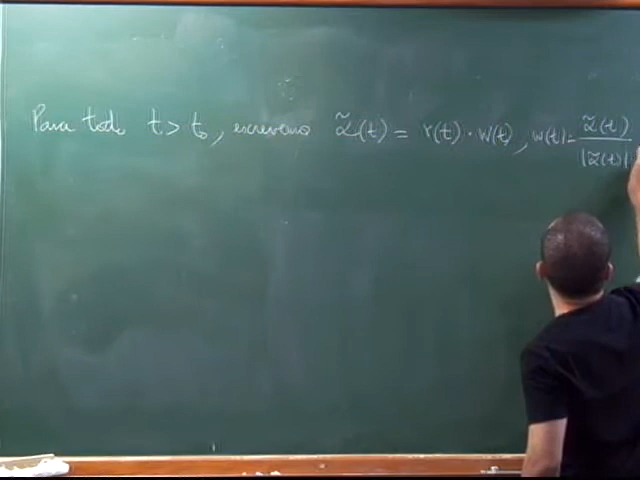 Para todo t > t₀, escrevemos α̃(t) = r(t) · w(t), w(t) = α̃(t) / |α̃(t)|